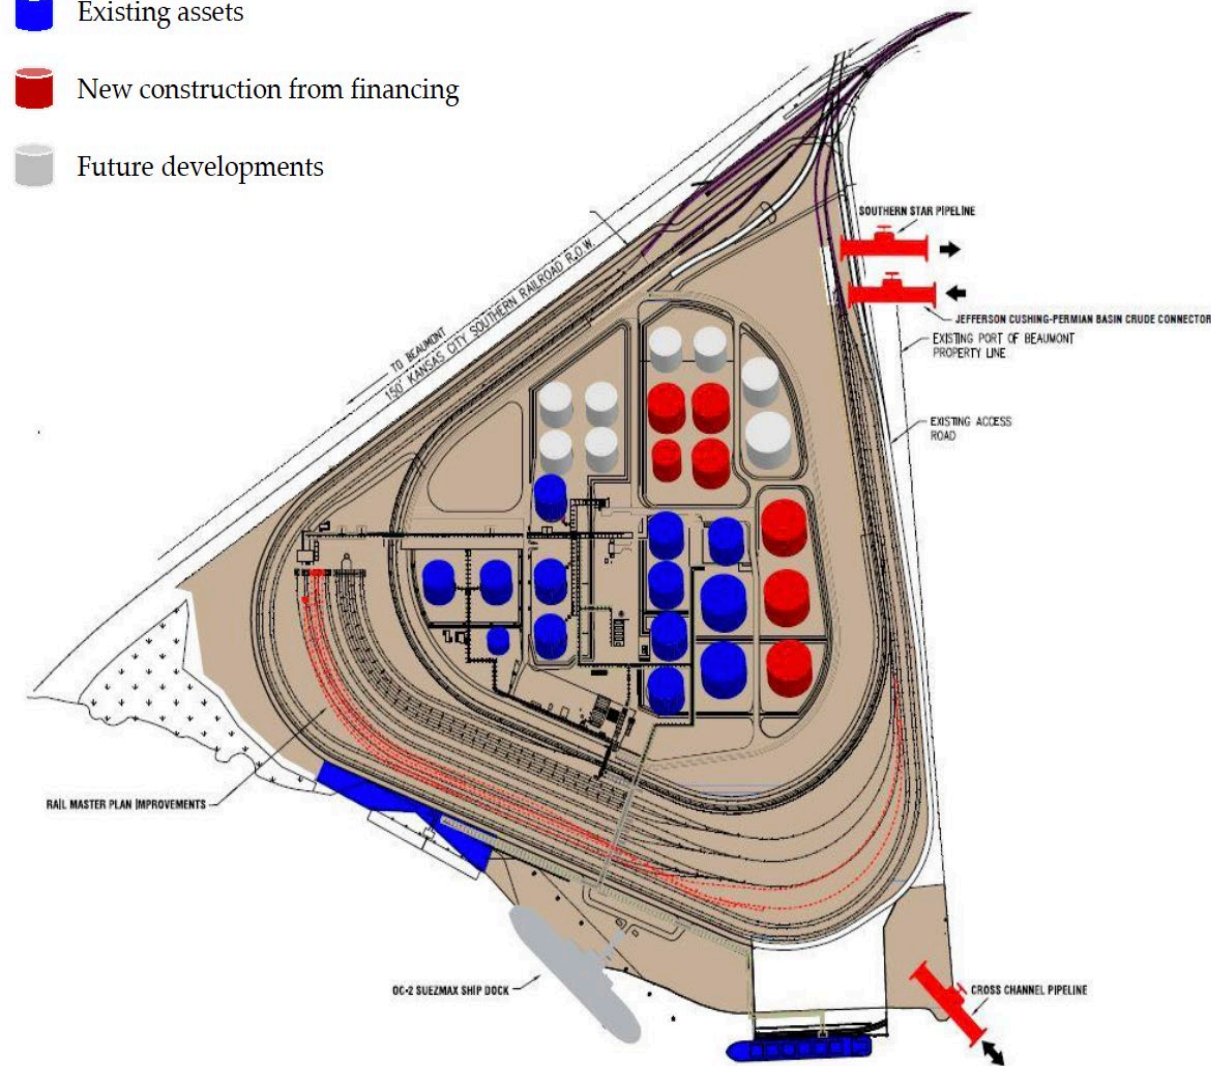 Existing assets
New construction from financing
Future developments
SOUTHERN STAR PIPELINE
JEFFERSON CUSHING-PERMIAN BASIN CRUDE CONNECTOR
EXISTING PORT OF BEAUMONT
PROPERTY LINE
TO BEAUMONT
150' KANSAS CITY SOUTHERN RAILROAD R.O.W.
EXISTING ACCESS
ROAD
RAIL MASTER PLAN IMPROVEMENTS
OC-2 SUEZMAX SHIP DOCK
CROSS CHANNEL PIPELINE